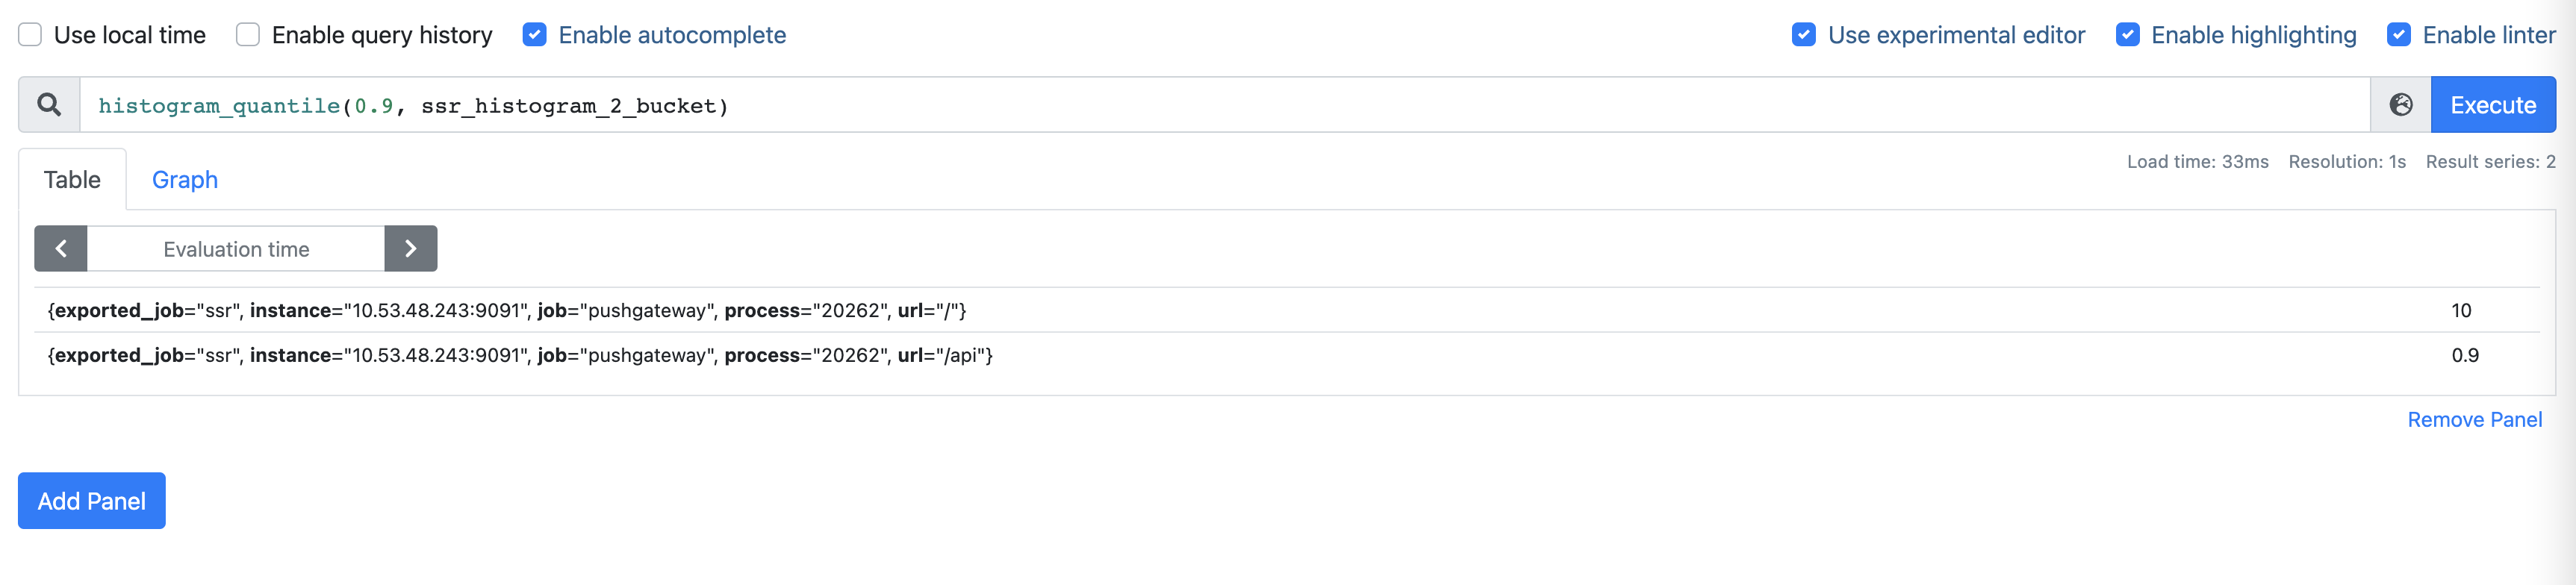 Use local time Enable query history Enable autocomplete Use experimental editor Enable highlighting Enable linter
histogram_quantile(0.9, ssr_histogram_2_bucket) Execute
Load time: 33ms Resolution: 1s Result series: 2
Table Graph
Evaluation time
{exported_job="ssr", instance="10.53.48.243:9091", job="pushgateway", process="20262", url="/"} 10
{exported_job="ssr", instance="10.53.48.243:9091", job="pushgateway", process="20262", url="/api"} 0.9
Remove Panel
Add Panel